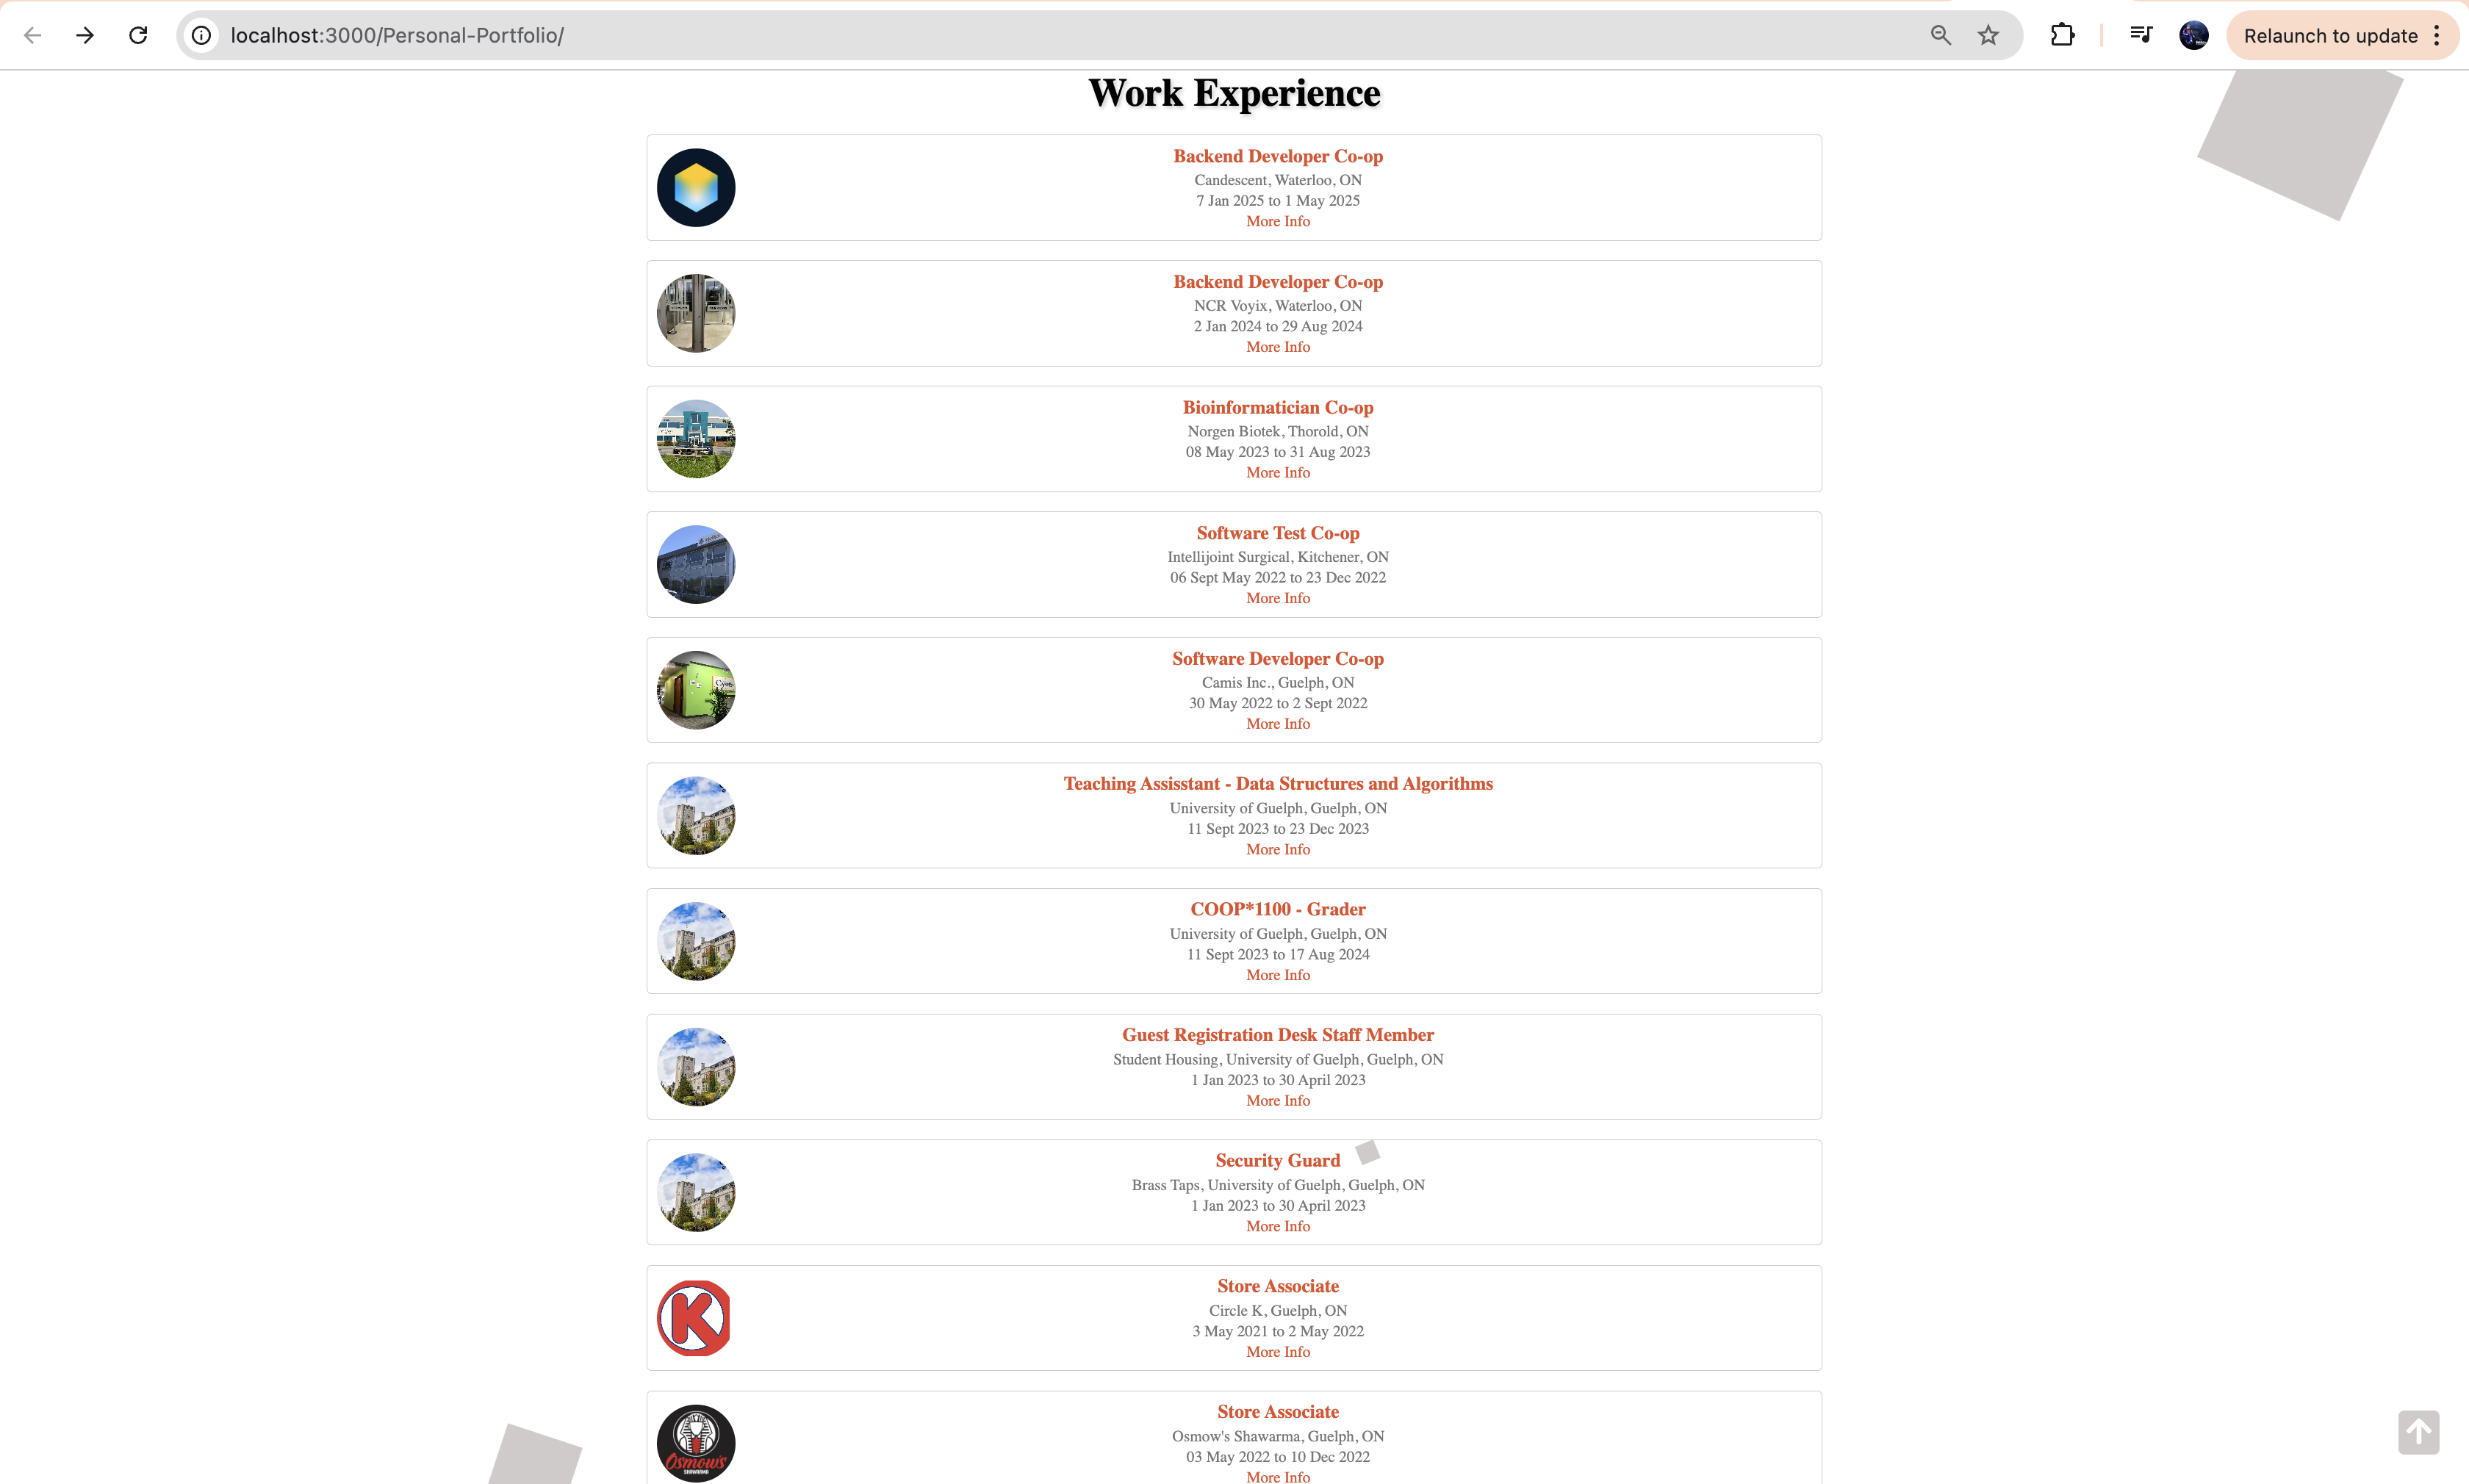 localhost:3000/Personal-Portfolio/
Relaunch to update
Work Experience
Backend Developer Co-op
Candescent, Waterloo, ON
7 Jan 2025 to 1 May 2025
More Info
Backend Developer Co-op
NCR Voyix, Waterloo, ON
2 Jan 2024 to 29 Aug 2024
More Info
Bioinformatician Co-op
Norgen Biotek, Thorold, ON
08 May 2023 to 31 Aug 2023
More Info
Software Test Co-op
Intellijoint Surgical, Kitchener, ON
06 Sept May 2022 to 23 Dec 2022
More Info
Software Developer Co-op
Camis Inc., Guelph, ON
30 May 2022 to 2 Sept 2022
More Info
Teaching Assisstant - Data Structures and Algorithms
University of Guelph, Guelph, ON
11 Sept 2023 to 23 Dec 2023
More Info
COOP*1100 - Grader
University of Guelph, Guelph, ON
11 Sept 2023 to 17 Aug 2024
More Info
Guest Registration Desk Staff Member
Student Housing, University of Guelph, Guelph, ON
1 Jan 2023 to 30 April 2023
More Info
Security Guard
Brass Taps, University of Guelph, Guelph, ON
1 Jan 2023 to 30 April 2023
More Info
K
Store Associate
Circle K, Guelph, ON
3 May 2021 to 2 May 2022
More Info
Osmow's
SHAWARMA
Store Associate
Osmow's Shawarma, Guelph, ON
03 May 2022 to 10 Dec 2022
More Info